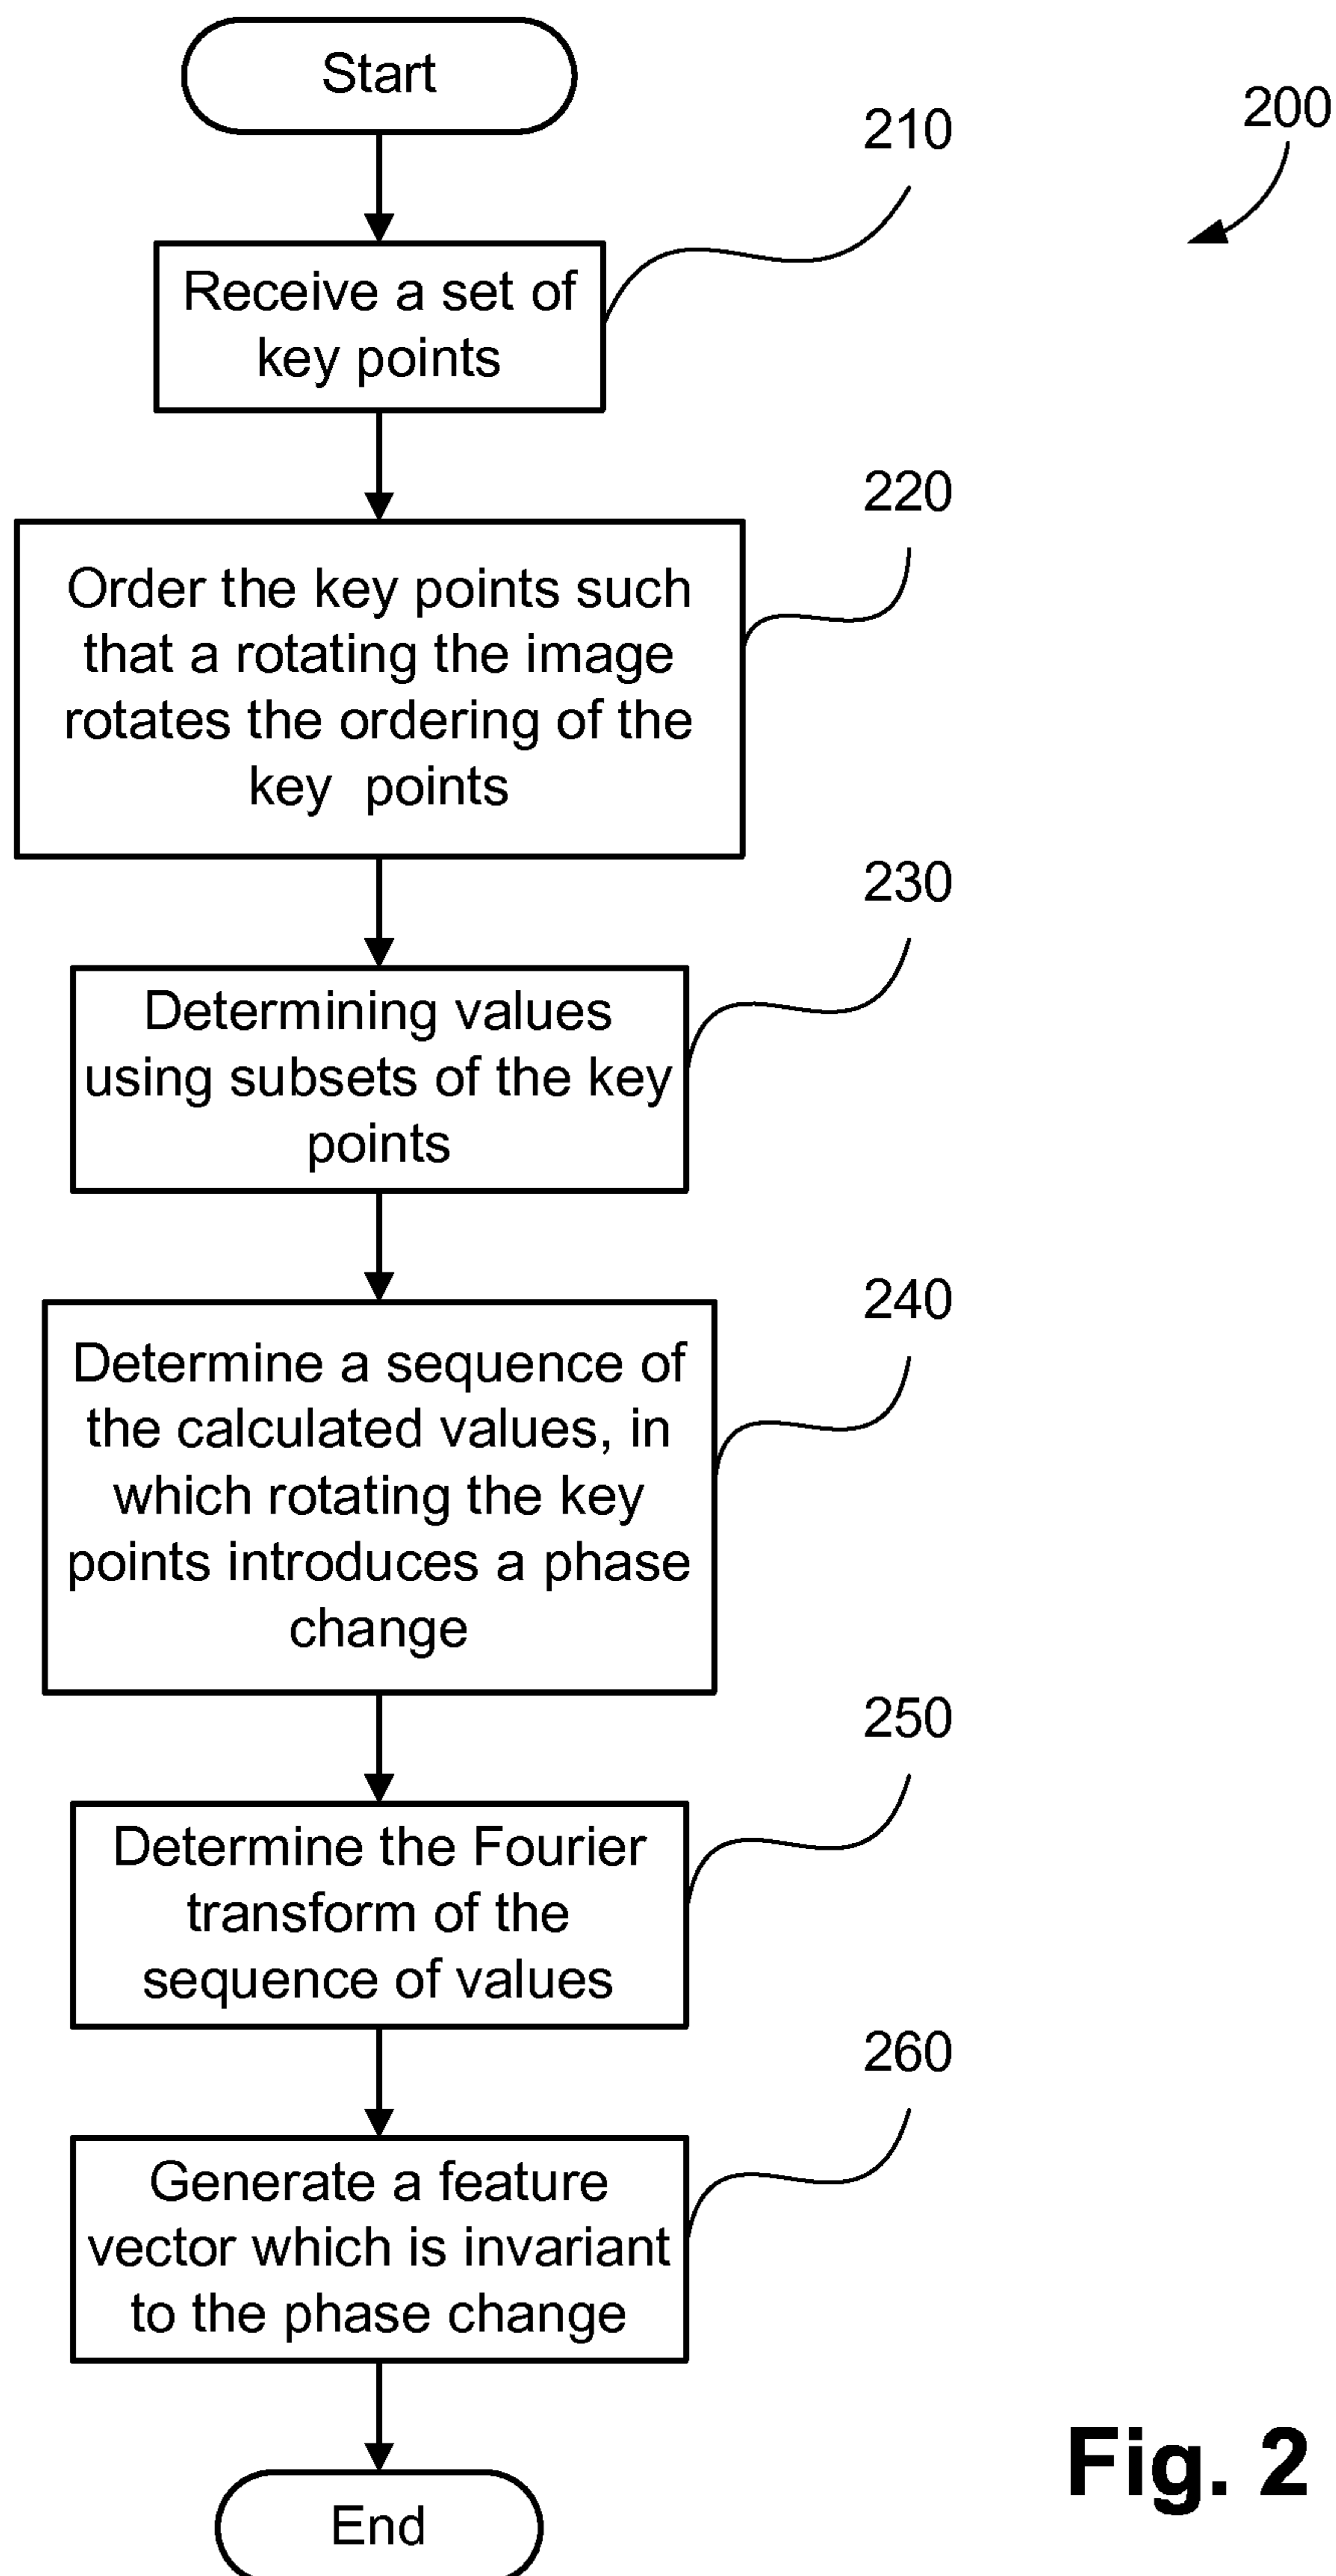 Start
200
210
Receive a set of
key points
220
Order the key points such
that a rotating the image
rotates the ordering of the
key points
230
Determining values
using subsets of the key
points
240
Determine a sequence of
the calculated values, in
which rotating the key
points introduces a phase
change
250
Determine the Fourier
transform of the
sequence of values
260
Generate a feature
vector which is invariant
to the phase change
End
Fig. 2